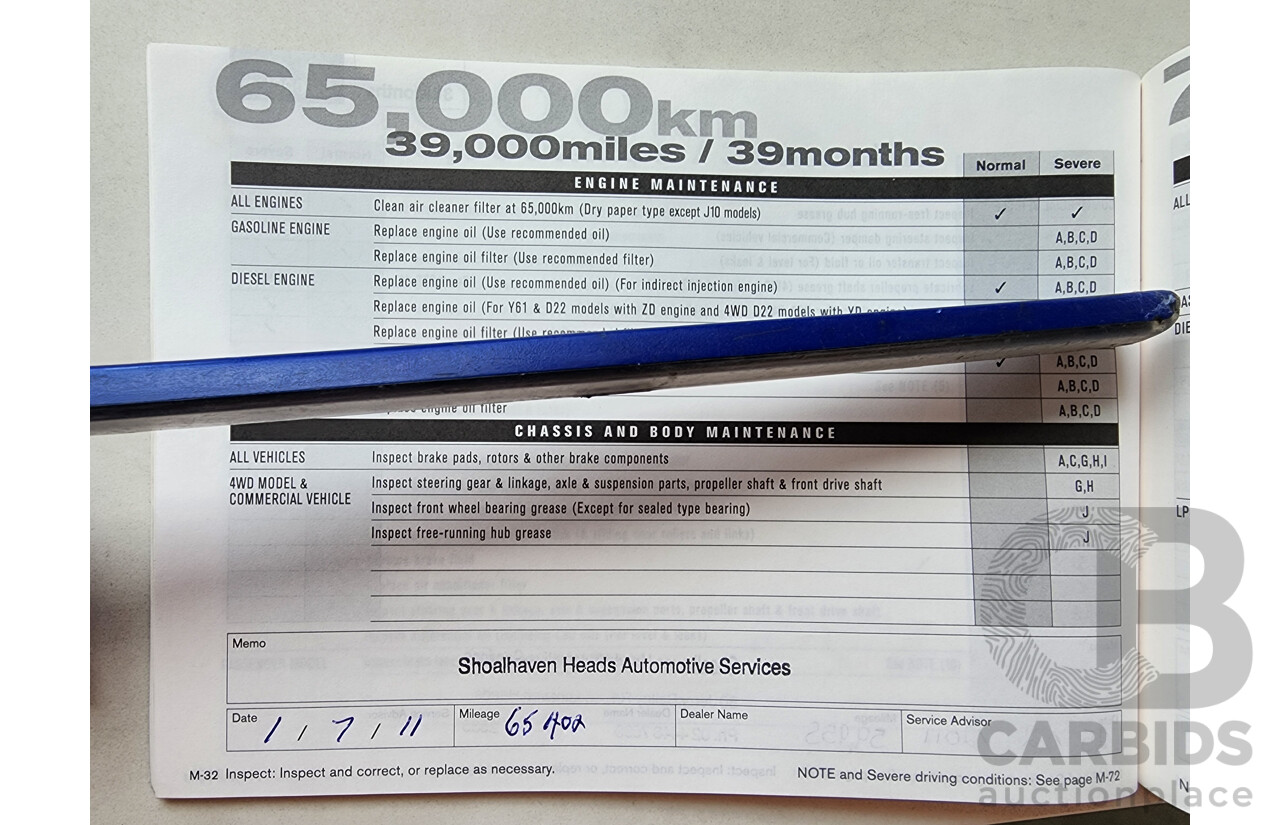 65,000km
39,000miles / 39months
Normal Severe
ENGINE MAINTENANCE
ALL ENGINES Clean air cleaner filter at 65,000km (Dry paper type except J10 models) ✓ ✓
GASOLINE ENGINE Replace engine oil (Use recommended oil) A,B,C,D
Replace engine oil filter (Use recommended filter) A,B,C,D
DIESEL ENGINE Replace engine oil (Use recommended oil) (For indirect injection engine) ✓ A,B,C,D
Replace engine oil (For Y61 & D22 models with ZD engine and 4WD D22 models with YD
Replace engine oil filter (Use
✓ A,B,C,D
A,B,C,D
engine oil filter A,B,C,D
CHASSIS AND BODY MAINTENANCE
ALL VEHICLES Inspect brake pads, rotors & other brake components A,C,G,H,I
4WD MODEL & Inspect steering gear & linkage, axle & suspension parts, propeller shaft & front drive shaft G,H
COMMERCIAL VEHICLE Inspect front wheel bearing grease (Except for sealed type bearing) J
Inspect free-running hub grease J
Memo
Shoalhaven Heads Automotive Services
Date 1 / 7 / 11 Mileage 65402 Dealer Name Service Advisor
M-32 Inspect: Inspect and correct, or replace as necessary. NOTE and Severe driving conditions: See page M-72
ALL
DIE
LP
N
CARBIDS
auctionplace